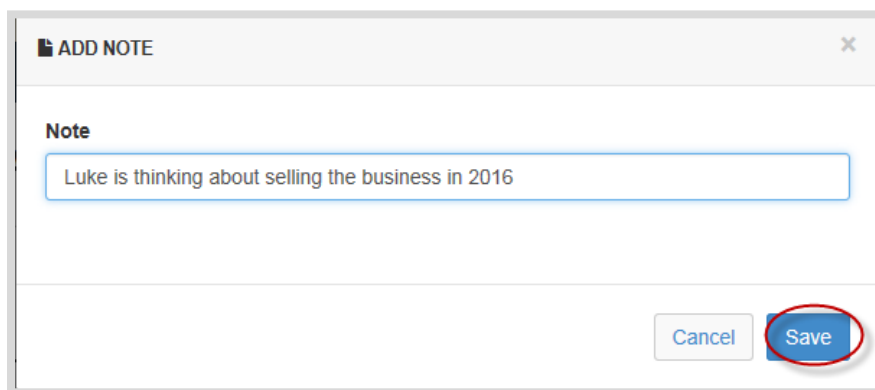 ADD NOTE
Note
Luke is thinking about selling the business in 2016
Cancel Save